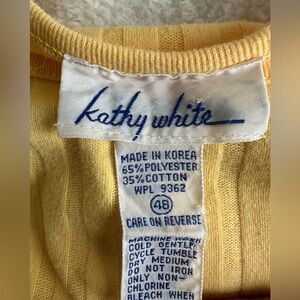 kathy white
MADE IN KOREA
65% POLYESTER
35% COTTON
WPL 9362
48
CARE ON REVERSE
MACHINE WASH
COLD GENTLE
CYCLE TUMBLE
DRY MEDIUM
DO NOT IRON
ONLY NON-
CHLORINE
BLEACH WHEN